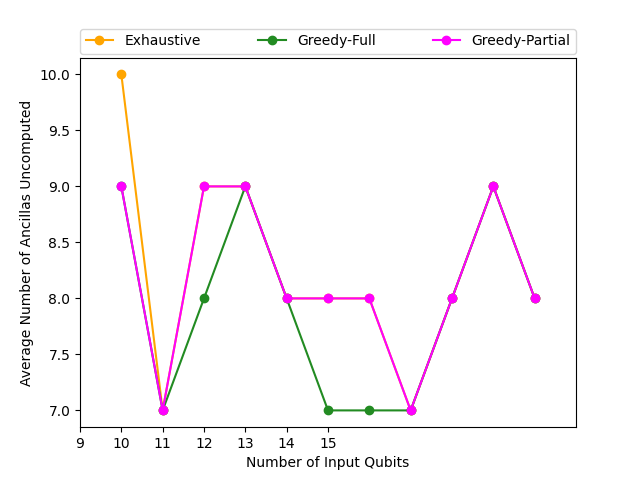 Exhaustive Greedy-Full Greedy-Partial
10.0
9.5
9.0
8.5
8.0
7.5
7.0
Average Number of Ancillas Uncomputed
9 10 11 12 13 14 15
Number of Input Qubits